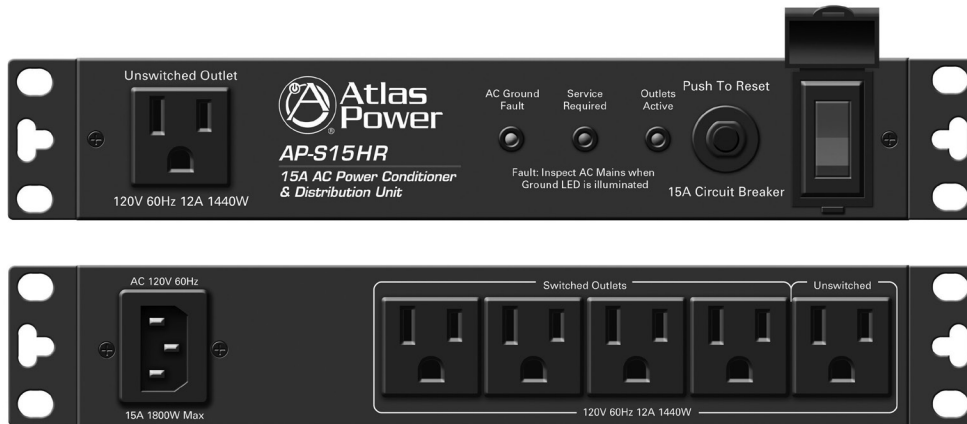 Unswitched Outlet
120V 60Hz 12A 1440W
Atlas
Power
®
AP-S15HR
15A AC Power Conditioner
& Distribution Unit
AC Ground
Fault
Service
Required
Outlets
Active
Fault: Inspect AC Mains when
Ground LED is illuminated
Push To Reset
15A Circuit Breaker
AC 120V 60Hz
15A 1800W Max
Switched Outlets
Unswitched
120V 60Hz 12A 1440W